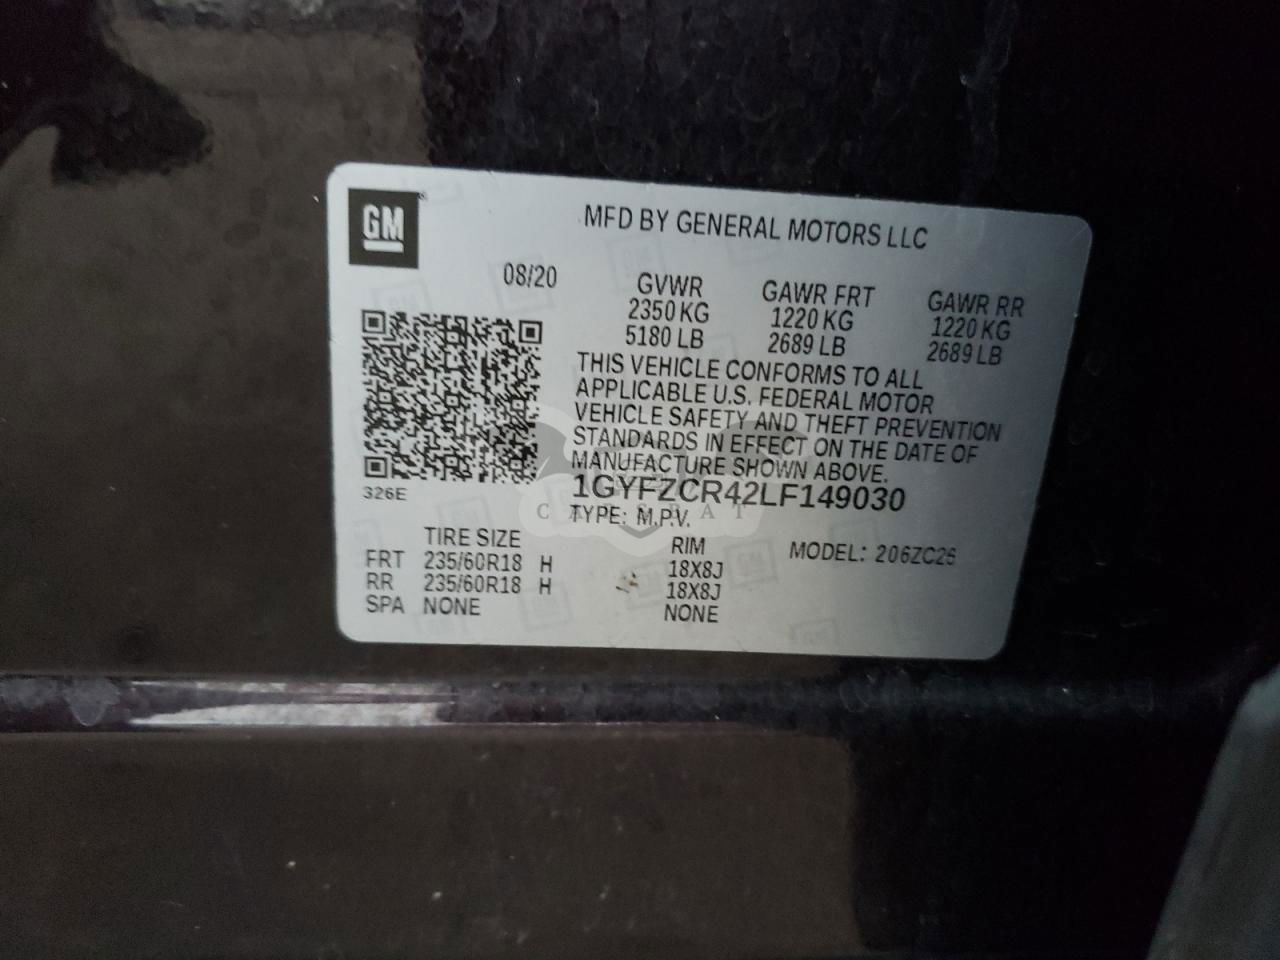 GM
MFD BY GENERAL MOTORS LLC
08/20
GVWR GAWR FRT GAWR RR
2350 KG 1220 KG 1220 KG
5180 LB 2689 LB 2689 LB
THIS VEHICLE CONFORMS TO ALL
APPLICABLE U.S. FEDERAL MOTOR
VEHICLE SAFETY AND THEFT PREVENTION
STANDARDS IN EFFECT ON THE DATE OF
MANUFACTURE SHOWN ABOVE.
326E
1GYFZCR42LF149030
TYPE: M.P.V.
TIRE SIZE RIM MODEL: 206ZC26
FRT 235/60R18 H 18X8J
RR 235/60R18 H 18X8J
SPA NONE NONE